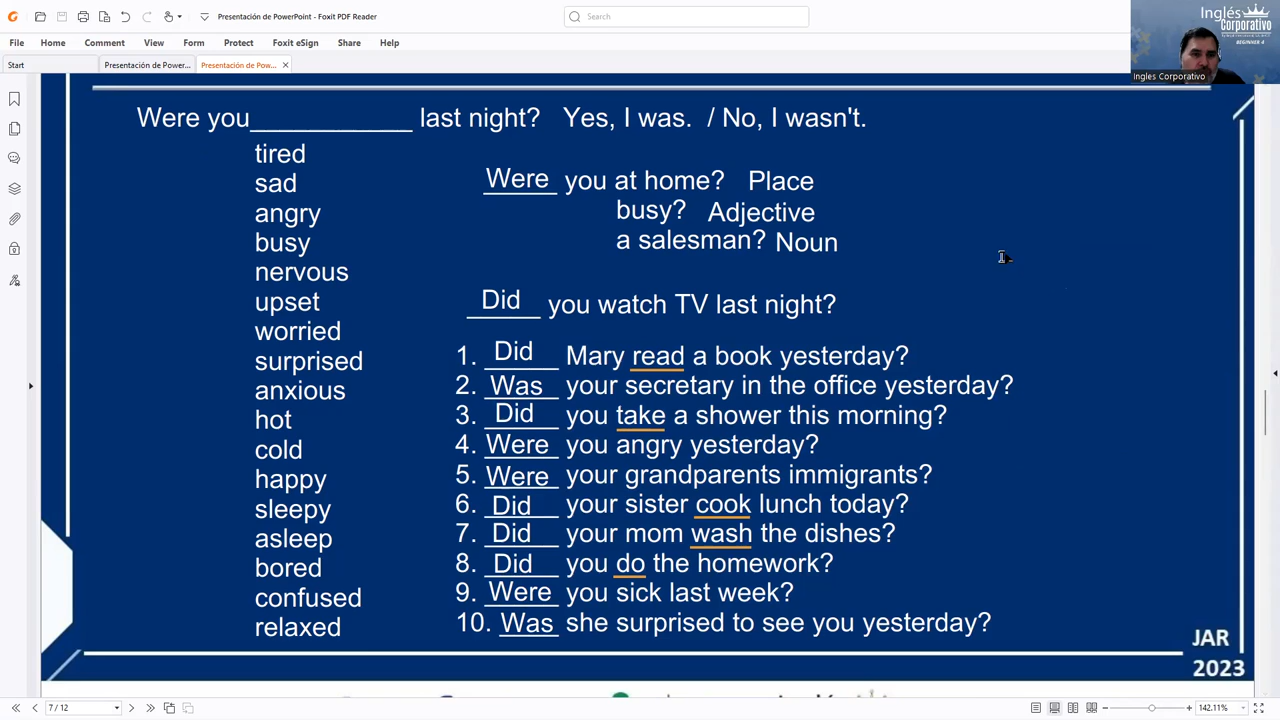 Presentación de PowerPoint - Foxit PDF Reader
Search
File Home Comment View Form Protect Foxit eSign Share Help
Start
Presentación de Power...
Presentación de Pow...
Inglés
Corporativo
BEGINNER 4
Ingles Corporativo
Were you____________ last night? Yes, I was. / No, I wasn't.
tired
sad
angry
busy
nervous
upset
worried
surprised
anxious
hot
cold
happy
sleepy
asleep
bored
confused
relaxed
Were you at home? Place
busy? Adjective
a salesman? Noun
Did you watch TV last night?
1. Did Mary read a book yesterday?
2. Was your secretary in the office yesterday?
3. Did you take a shower this morning?
4. Were you angry yesterday?
5. Were your grandparents immigrants?
6. Did your sister cook lunch today?
7. Did your mom wash the dishes?
8. Did you do the homework?
9. Were you sick last week?
10. Was she surprised to see you yesterday?
JAR
2023
7 / 12
142.11%